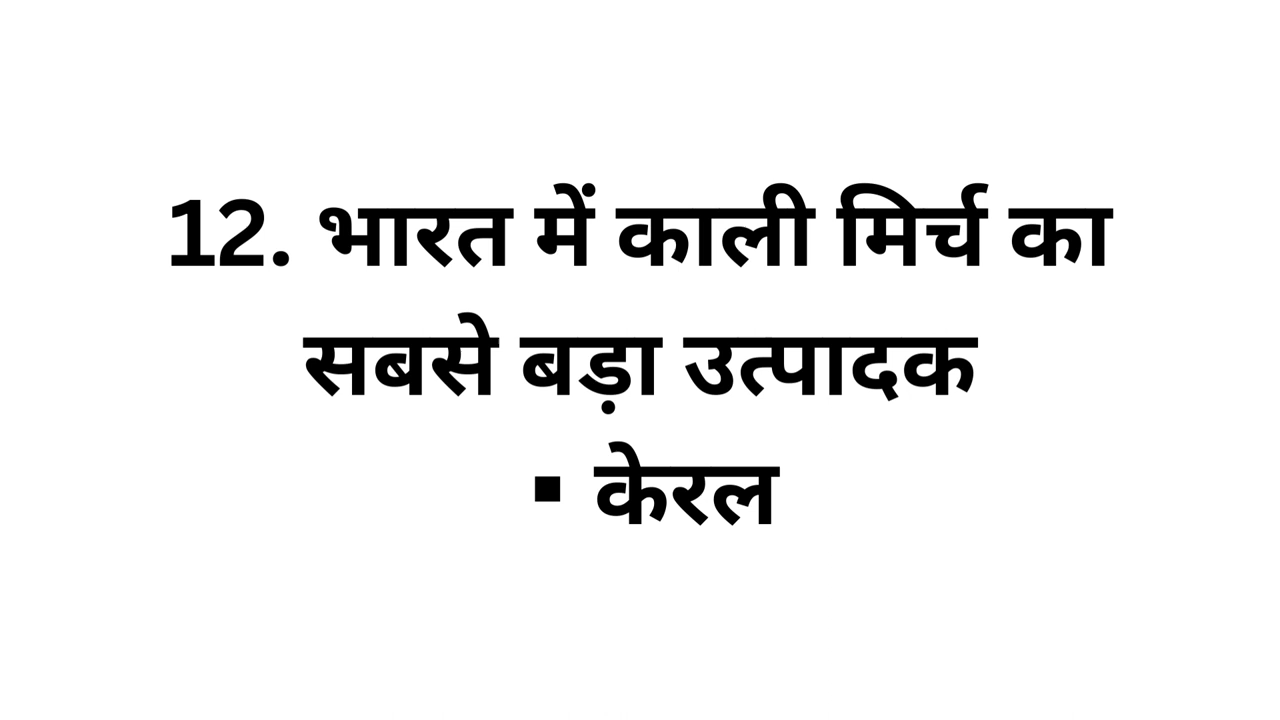 12. भारत में काली मिर्च का
सबसे बड़ा उत्पादक
▪ केरल